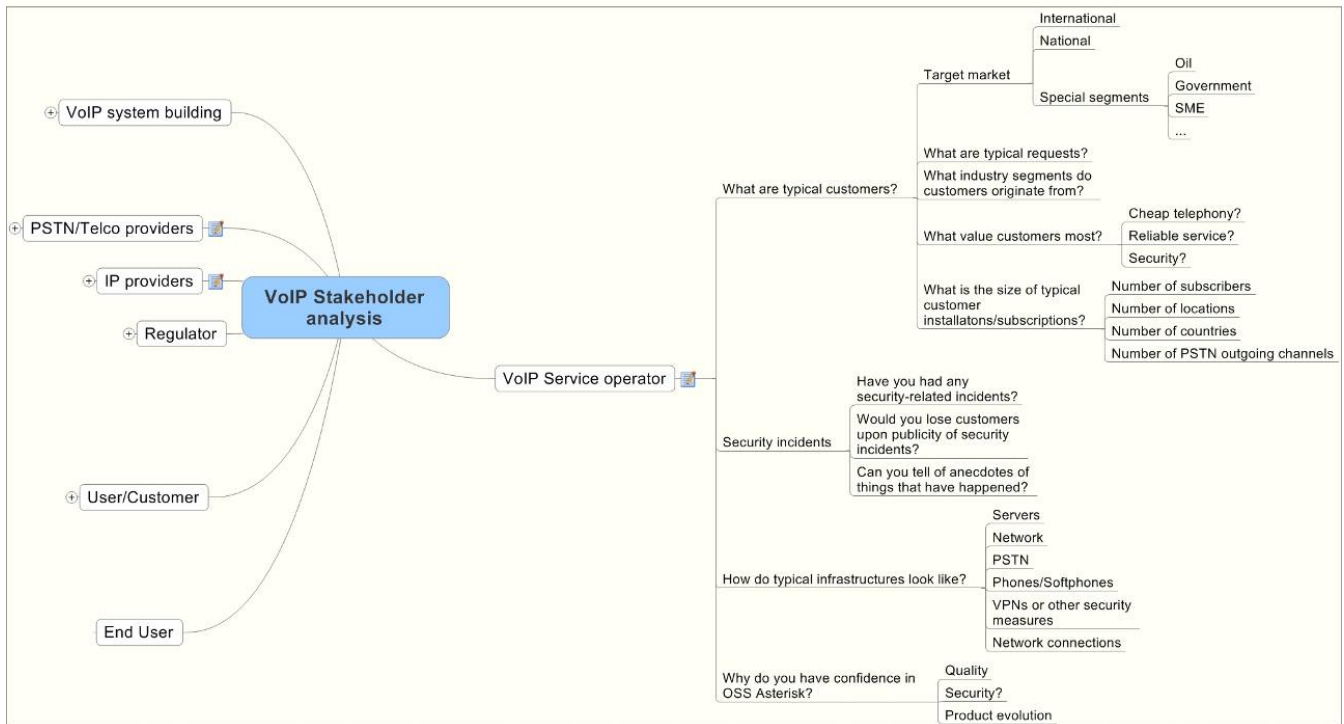 VoIP Stakeholder
analysis
VoIP system building
PSTN/Telco providers
IP providers
Regulator
User/Customer
End User
VoIP Service operator
What are typical customers?
Target market
International
National
Special segments
Oil
Government
SME
...
What are typical requests?
What industry segments do
customers originate from?
What value customers most?
Cheap telephony?
Reliable service?
Security?
What is the size of typical
customer
installatons/subscriptions?
Number of subscribers
Number of locations
Number of countries
Number of PSTN outgoing channels
Security incidents
Have you had any
security-related incidents?
Would you lose customers
upon publicity of security
incidents?
Can you tell of anecdotes of
things that have happened?
How do typical infrastructures look like?
Servers
Network
PSTN
Phones/Softphones
VPNs or other security
measures
Network connections
Why do you have confidence in
OSS Asterisk?
Quality
Security?
Product evolution